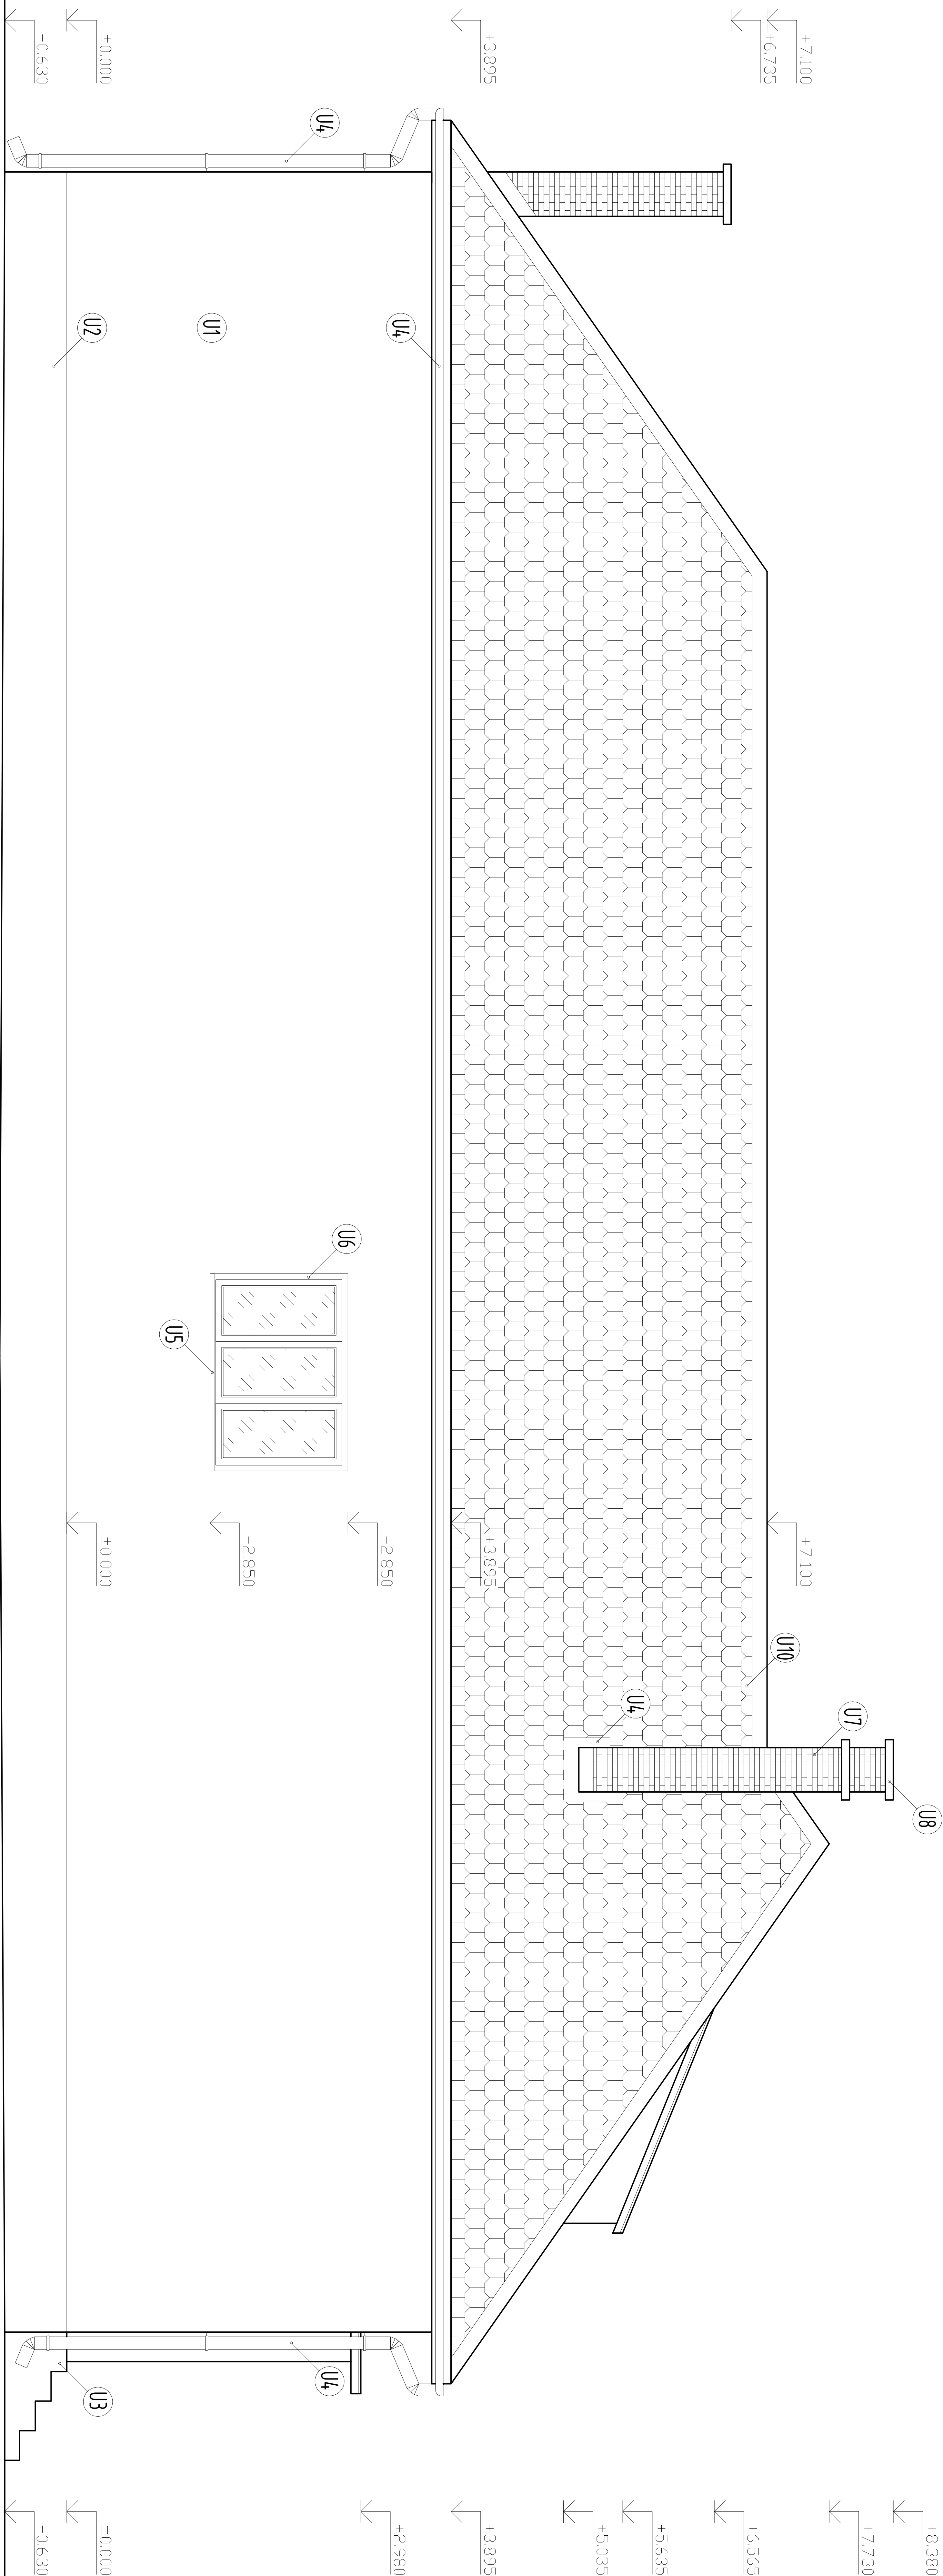 +8.380
U8
+7.730
U7
+7.100
+7.100
U10
+6.735
+6.565
+5.635
U4
+5.035
+3.895
+3.895
+3.895
U4
+2.980
+2.850
U6
U4
U4
+2.850
U1
U5
±0.000
±0.000
±0.000
U2
U3
-0.630
-0.630